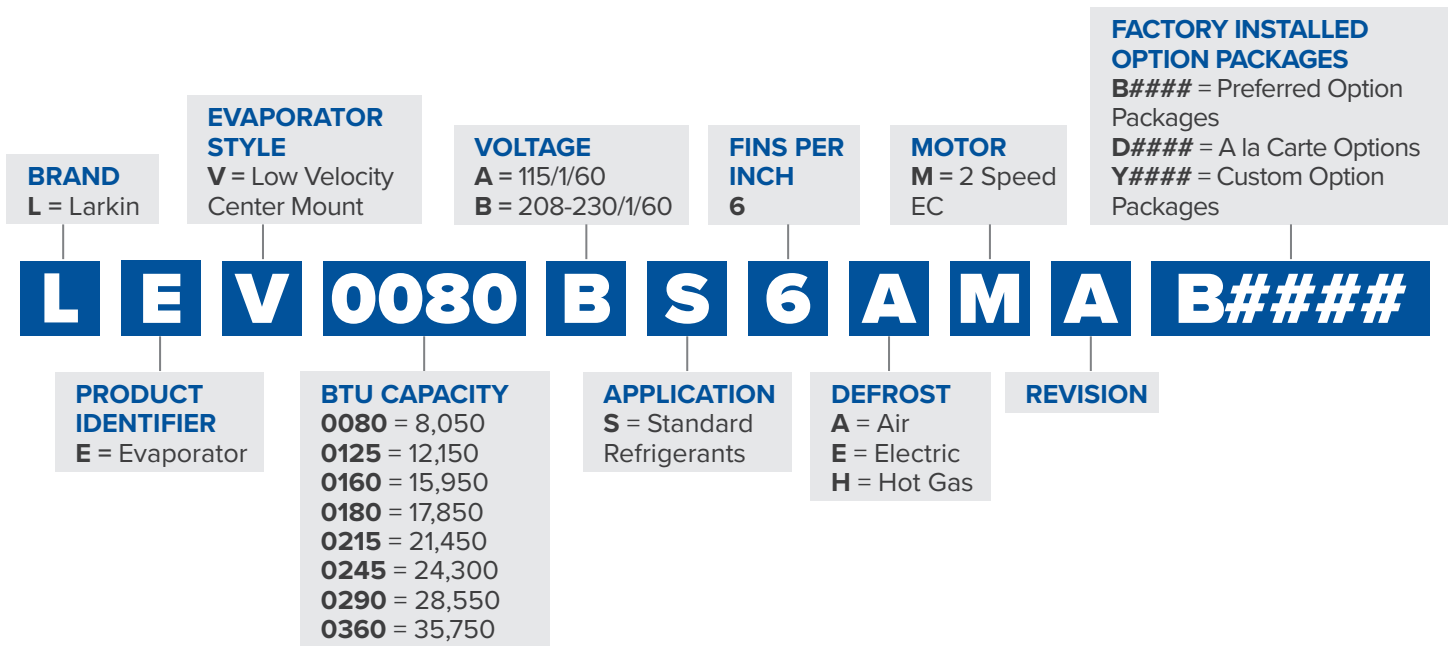 BRAND
L = Larkin
EVAPORATOR
STYLE
V = Low Velocity
Center Mount
VOLTAGE
A = 115/1/60
B = 208-230/1/60
FINS PER
INCH
6
MOTOR
M = 2 Speed
EC
FACTORY INSTALLED
OPTION PACKAGES
B#### = Preferred Option
Packages
D#### = A la Carte Options
Y#### = Custom Option
Packages
L E V 0080 B S 6 A M A B####
PRODUCT
IDENTIFIER
E = Evaporator
BTU CAPACITY
0080 = 8,050
0125 = 12,150
0160 = 15,950
0180 = 17,850
0215 = 21,450
0245 = 24,300
0290 = 28,550
0360 = 35,750
APPLICATION
S = Standard
Refrigerants
DEFROST
A = Air
E = Electric
H = Hot Gas
REVISION